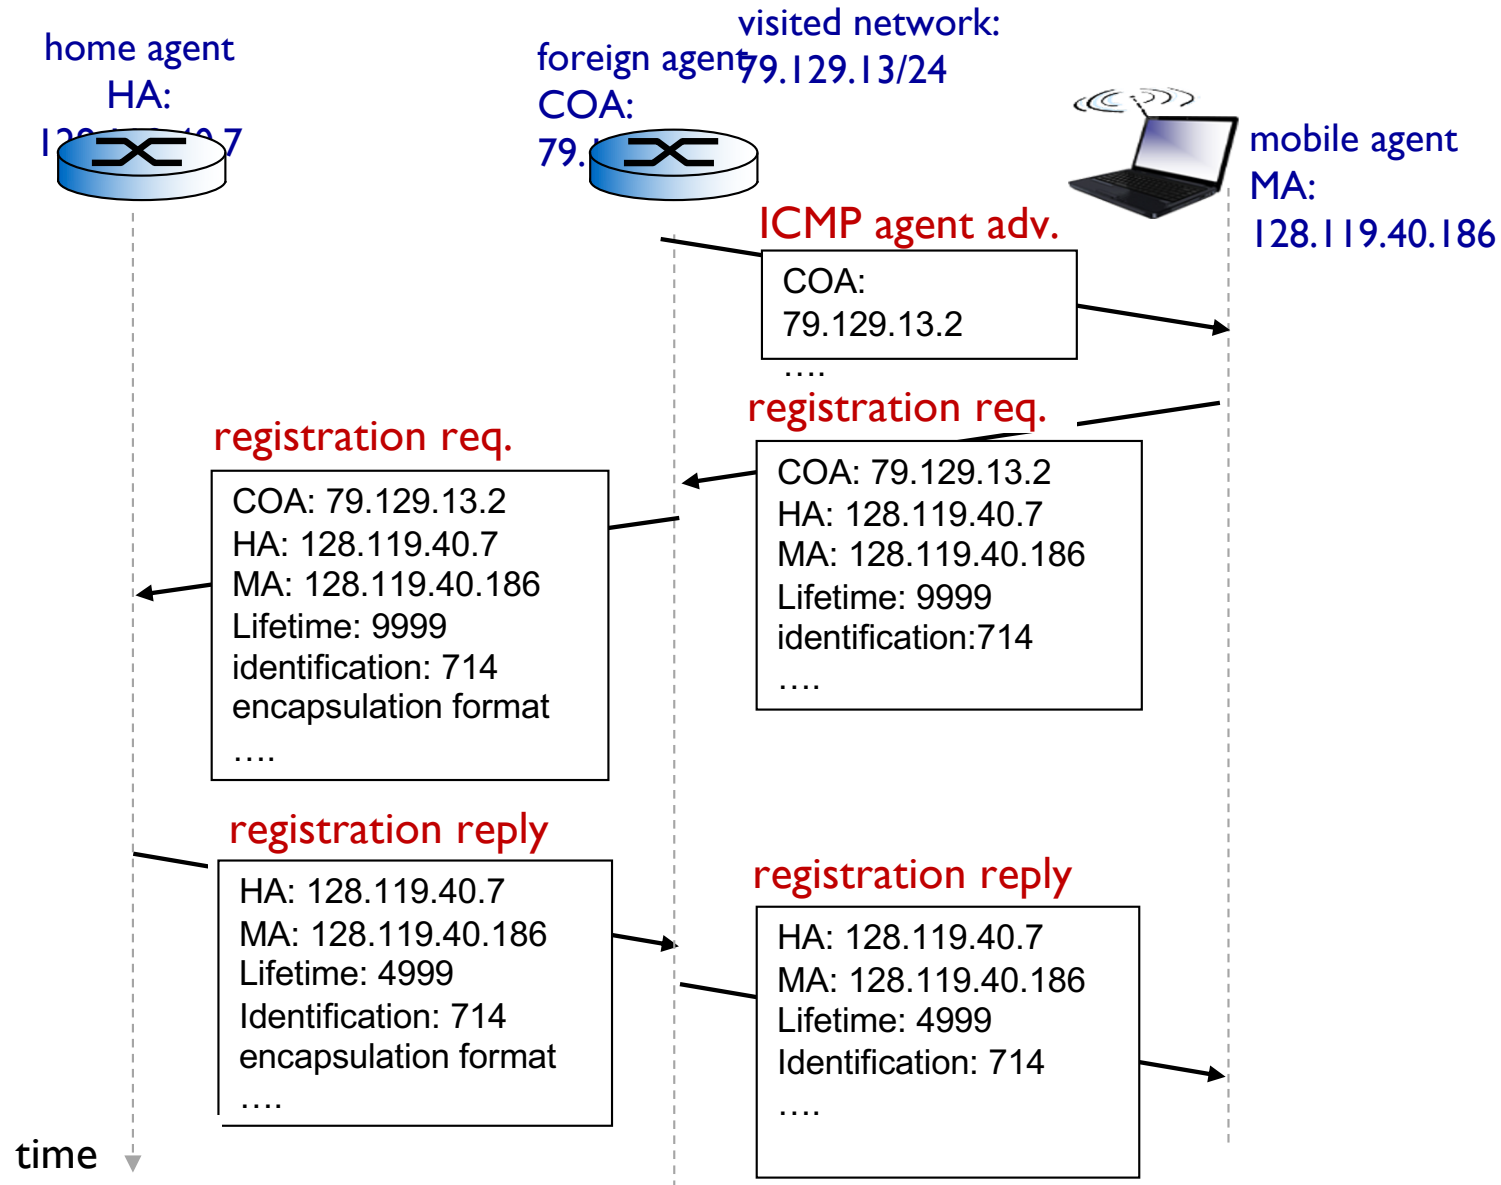 home agent
HA:
foreign agent
COA:
79.
visited network:
79.129.13/24
mobile agent
MA:
128.119.40.186
ICMP agent adv.
COA:
79.129.13.2
....
registration req.
COA: 79.129.13.2
HA: 128.119.40.7
MA: 128.119.40.186
Lifetime: 9999
identification:714
....
registration req.
COA: 79.129.13.2
HA: 128.119.40.7
MA: 128.119.40.186
Lifetime: 9999
identification: 714
encapsulation format
....
registration reply
HA: 128.119.40.7
MA: 128.119.40.186
Lifetime: 4999
Identification: 714
encapsulation format
....
registration reply
HA: 128.119.40.7
MA: 128.119.40.186
Lifetime: 4999
Identification: 714
....
time